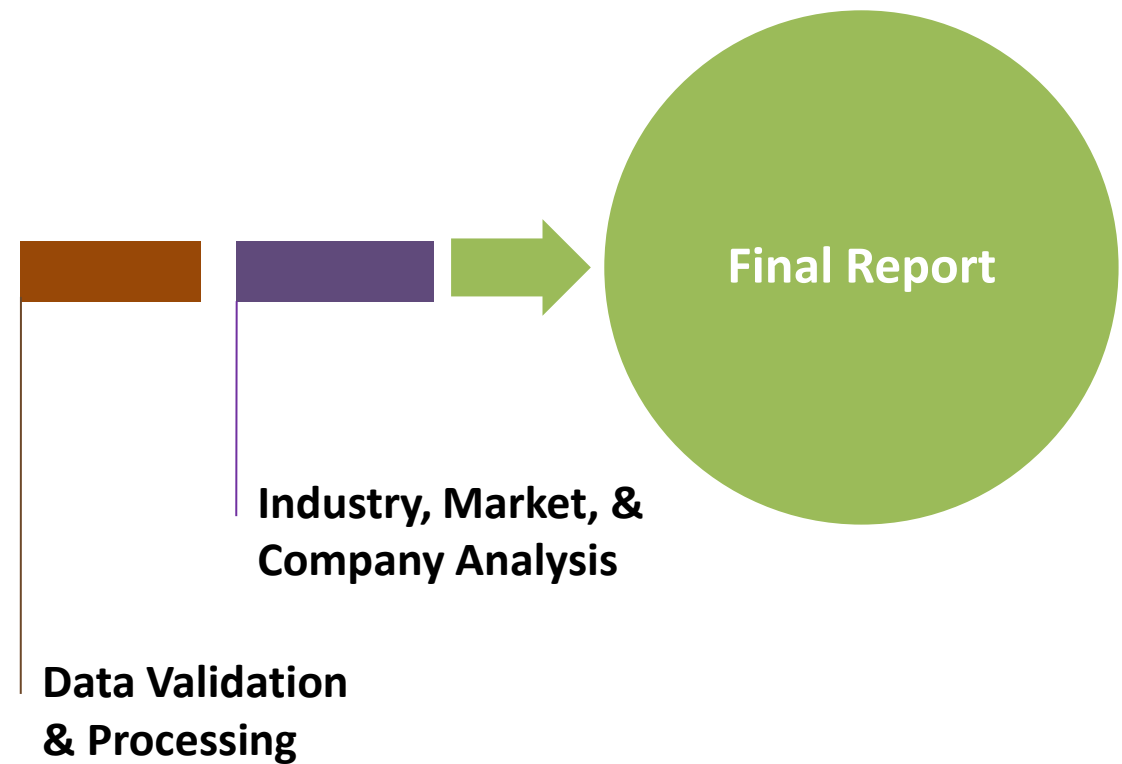 Final Report
Industry, Market, &
Company Analysis
Data Validation
& Processing